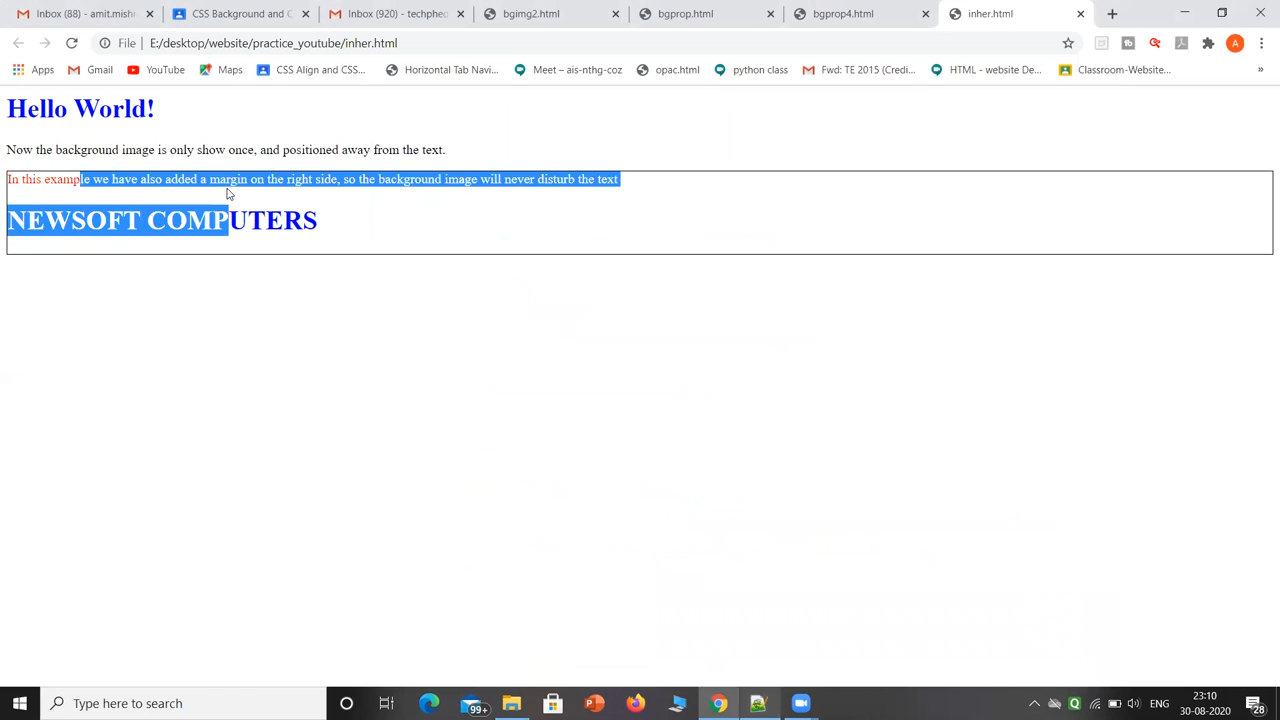 Inbox (88) - amit.mishr
CSS Background and C
Inbox (920) - techpheo
bgimg2.html
bgprop.html
bgprop4.html
inher.html
File
E:/desktop/website/practice_youtube/inher.html
A
Apps
Gmail
YouTube
Maps
CSS Align and CSS...
Horizontal Tab Navi...
Meet – ais-nthg-coz
opac.html
python class
Fwd: TE 2015 (Credi...
HTML - website De...
Classroom-Website...
»
Hello World!
Now the background image is only show once, and positioned away from the text.
In this example we have also added a margin on the right side, so the background image will never disturb the text
NEWSOFT COMPUTERS
Type here to search
99+
ENG
23:10
30-08-2020
28